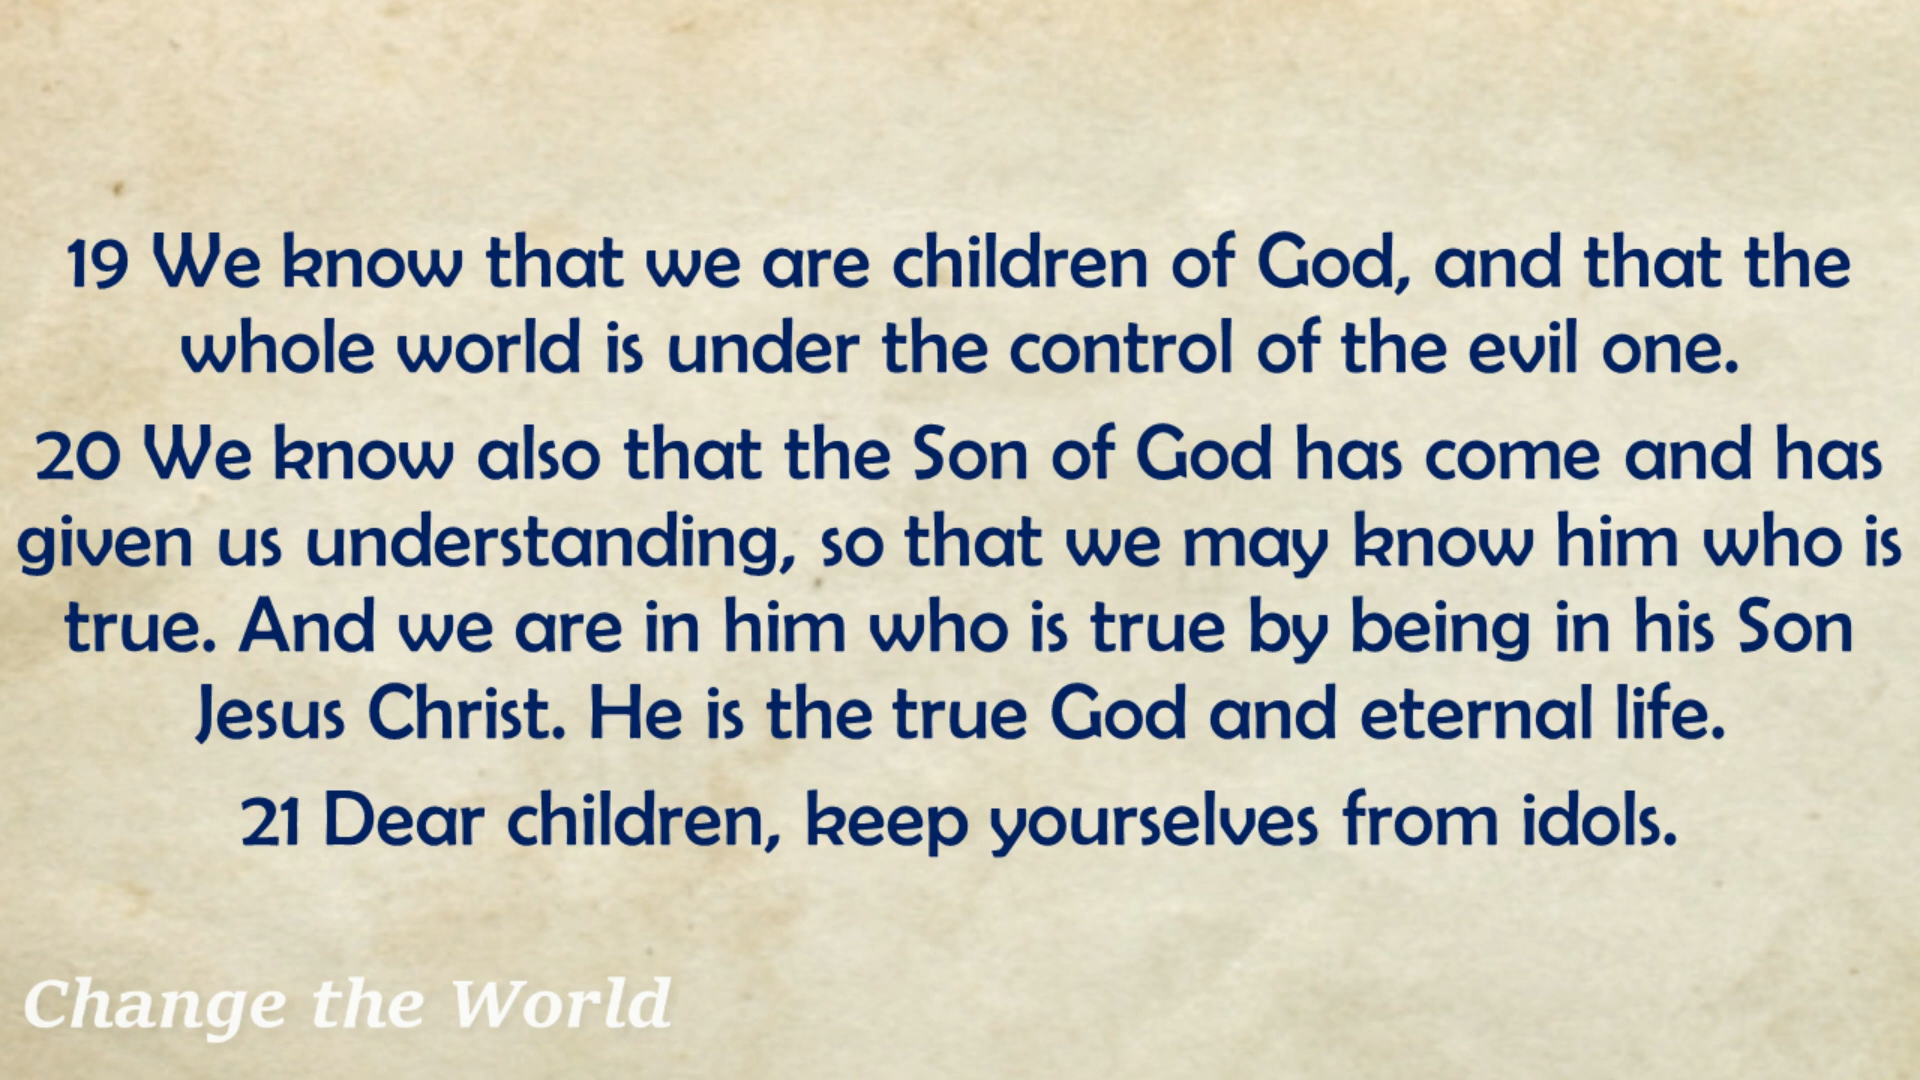 19 We know that we are children of God, and that the
whole world is under the control of the evil one.
20 We know also that the Son of God has come and has
given us understanding, so that we may know him who is
true. And we are in him who is true by being in his Son
Jesus Christ. He is the true God and eternal life.
21 Dear children, keep yourselves from idols.
Change the World